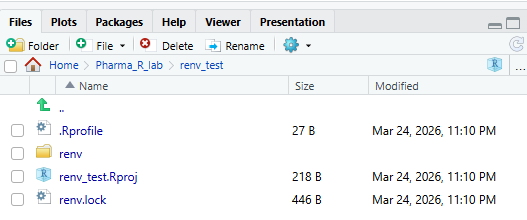 Files Plots Packages Help Viewer Presentation
Folder File Delete Rename
Home Pharma_R_lab renv_test R ...
Name Size Modified
..
.Rprofile 27 B Mar 24, 2026, 11:10 PM
renv
renv_test.Rproj 218 B Mar 24, 2026, 11:10 PM
renv.lock 446 B Mar 24, 2026, 11:10 PM